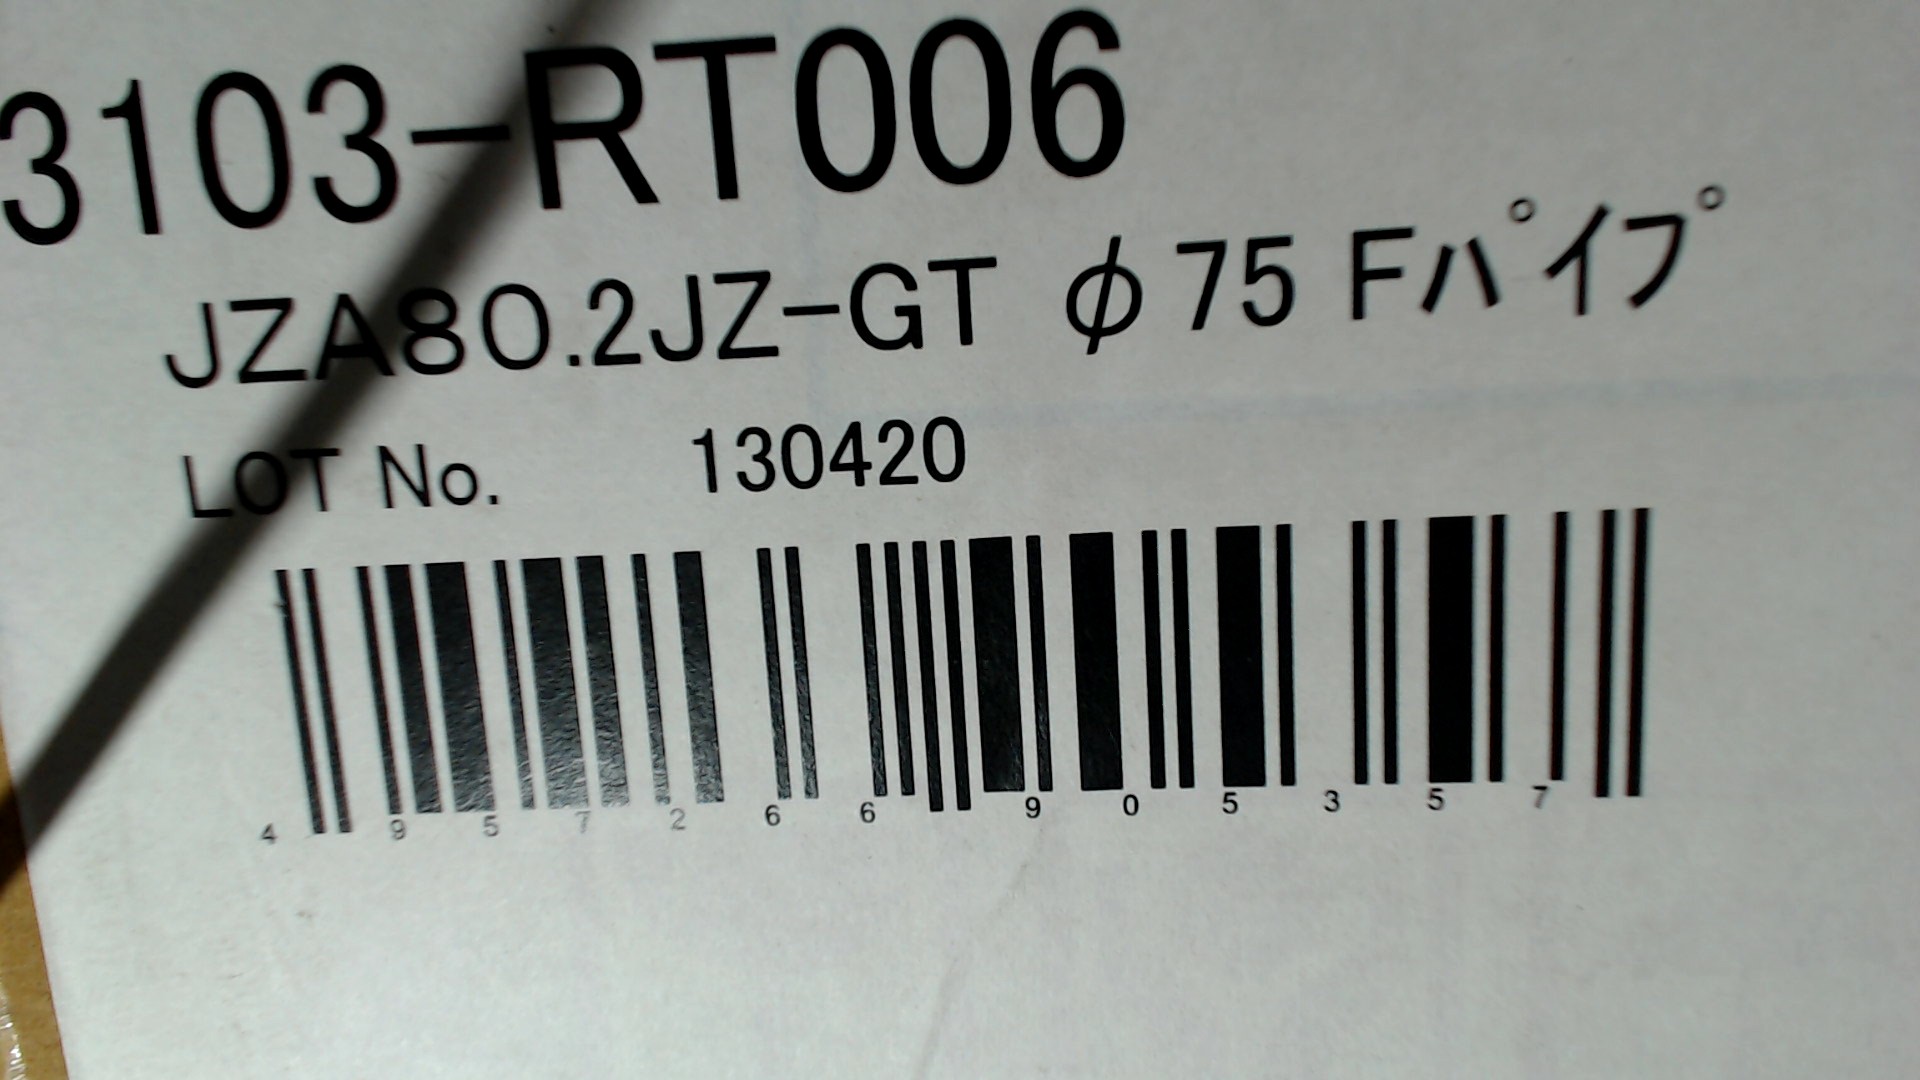 3103-RT006
JZA80.2JZ-GT φ75 Fﾊﾟｲﾌﾟ
LOT No. 130420
4 957266 905357